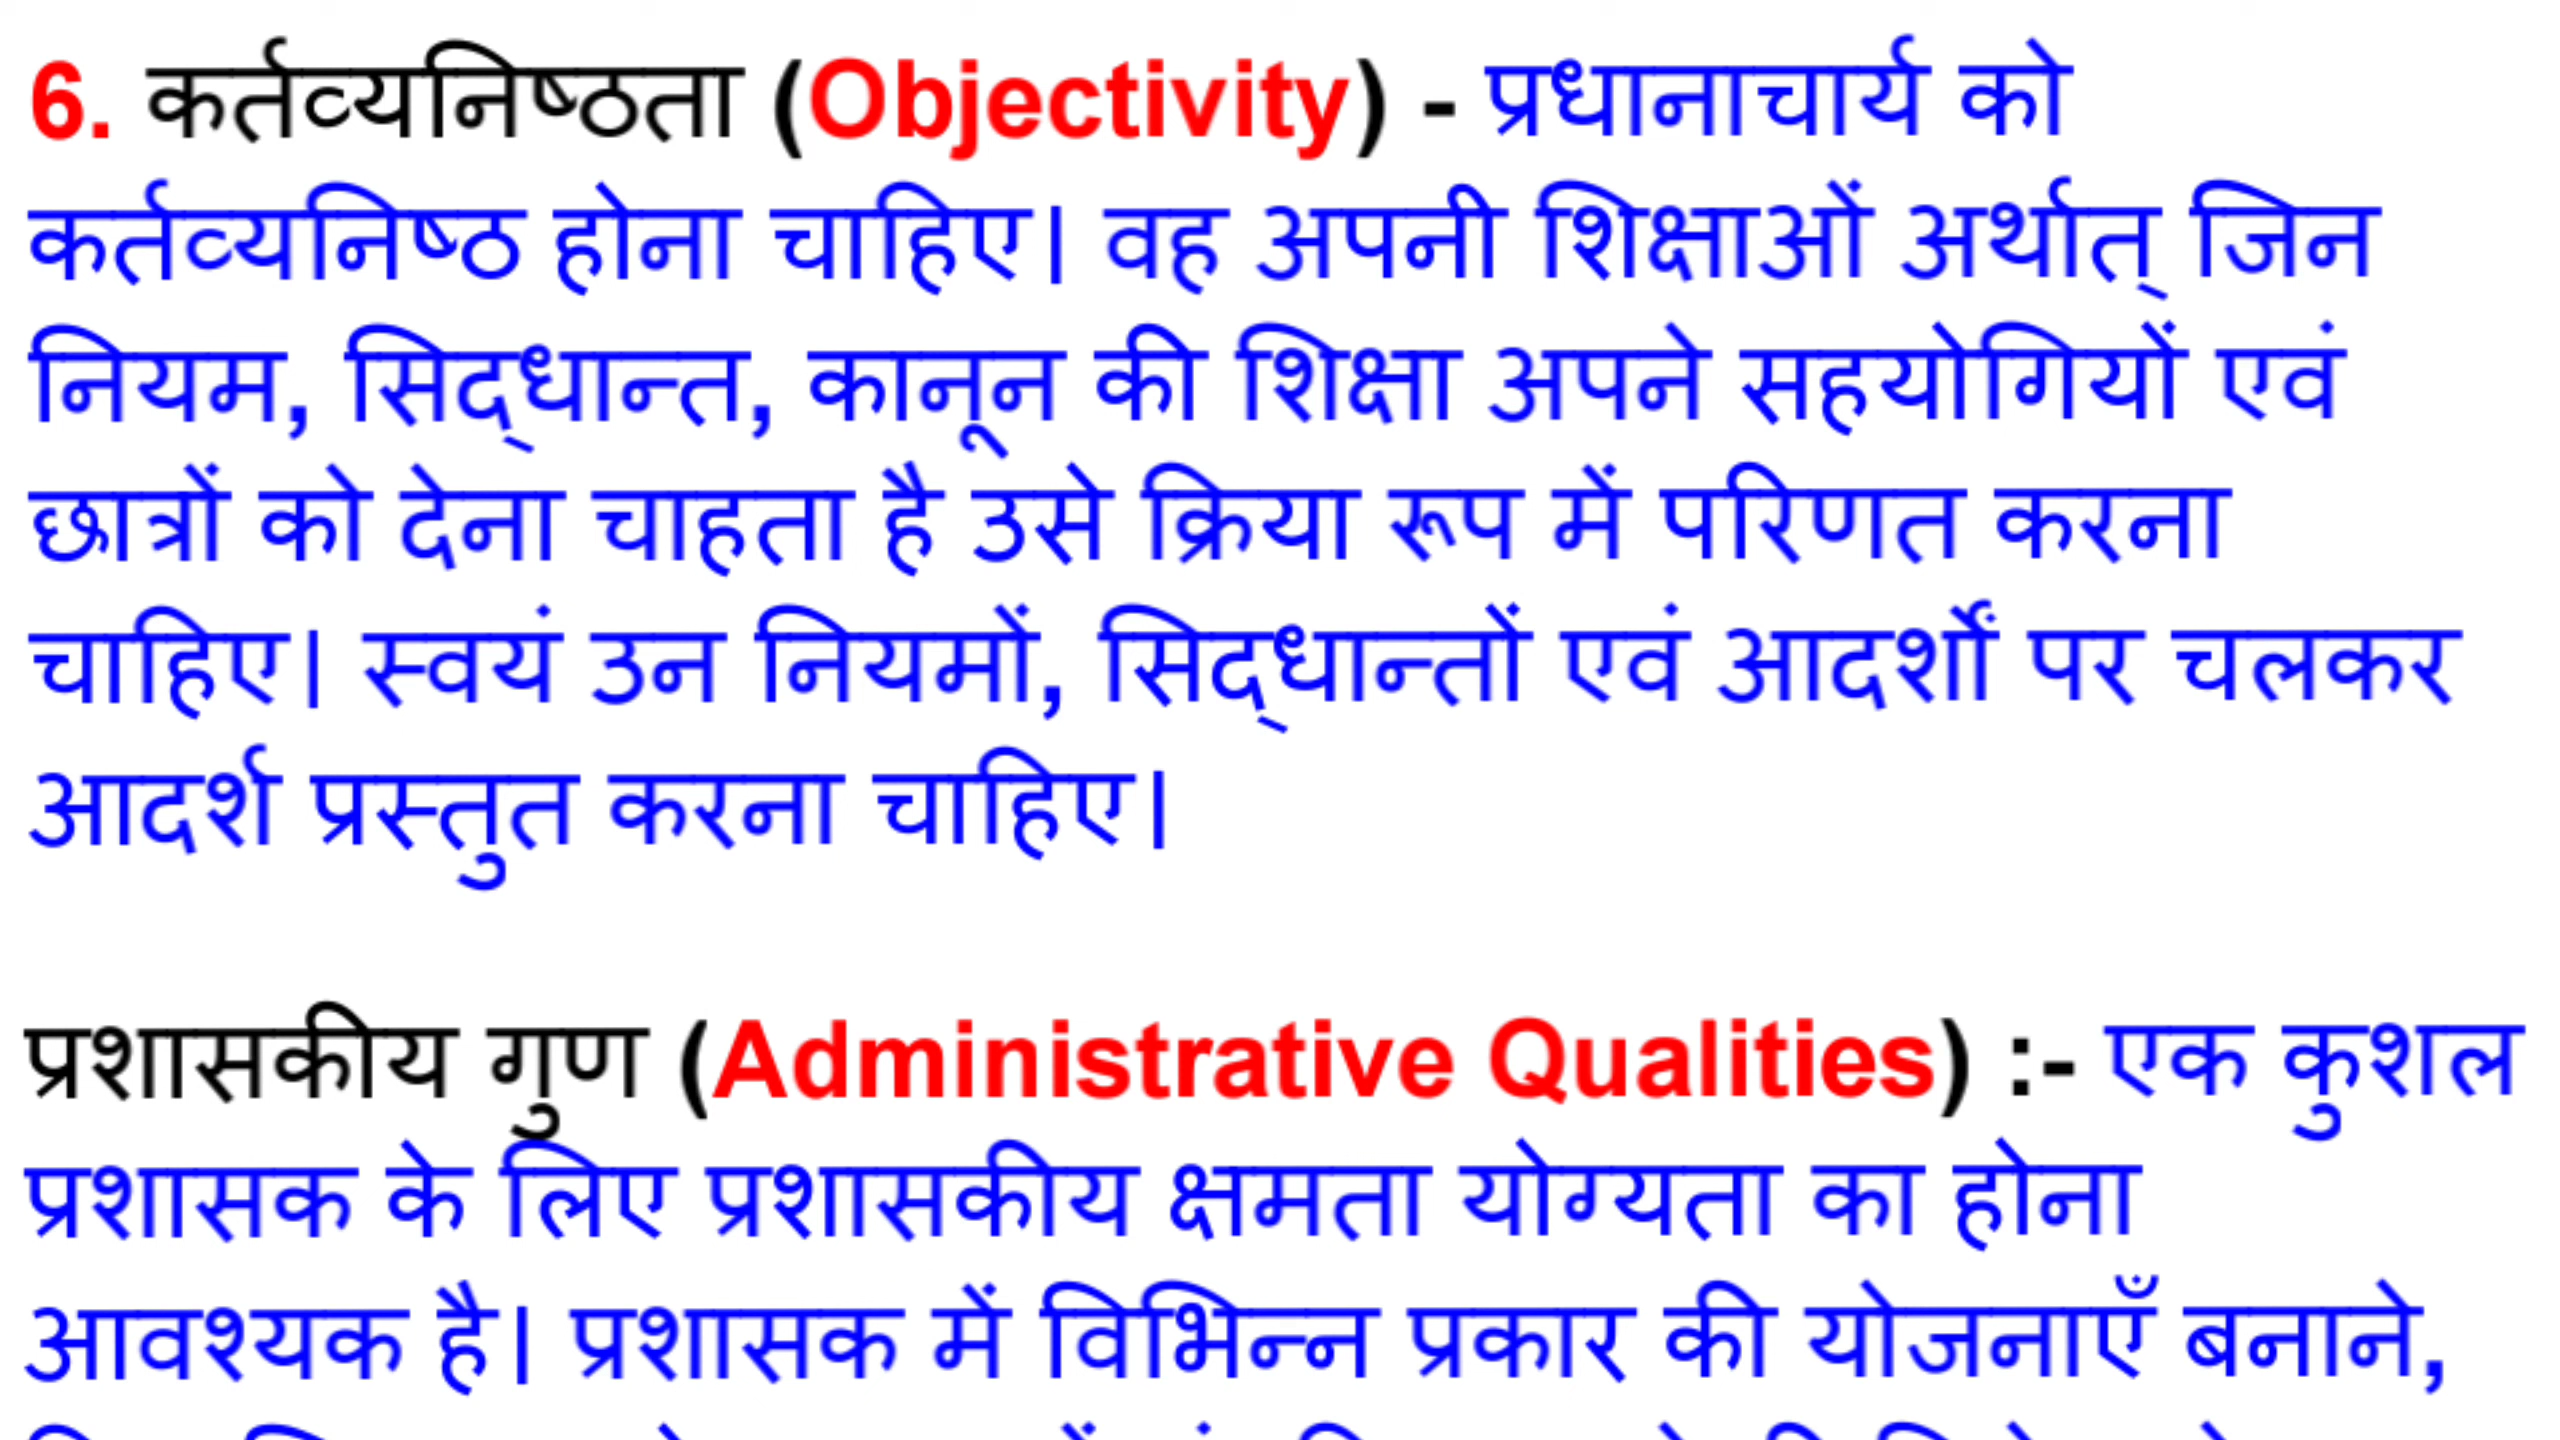 6. कर्तव्यनिष्ठता (Objectivity) - प्रधानाचार्य को
कर्तव्यनिष्ठ होना चाहिए। वह अपनी शिक्षाओं अर्थात् जिन
नियम, सिद्धान्त, कानून की शिक्षा अपने सहयोगियों एवं
छात्रों को देना चाहता है उसे क्रिया रूप में परिणत करना
चाहिए। स्वयं उन नियमों, सिद्धान्तों एवं आदर्शों पर चलकर
आदर्श प्रस्तुत करना चाहिए।
प्रशासकीय गुण (Administrative Qualities) :- एक कुशल
प्रशासक के लिए प्रशासकीय क्षमता योग्यता का होना
आवश्यक है। प्रशासक में विभिन्न प्रकार की योजनाएँ बनाने,